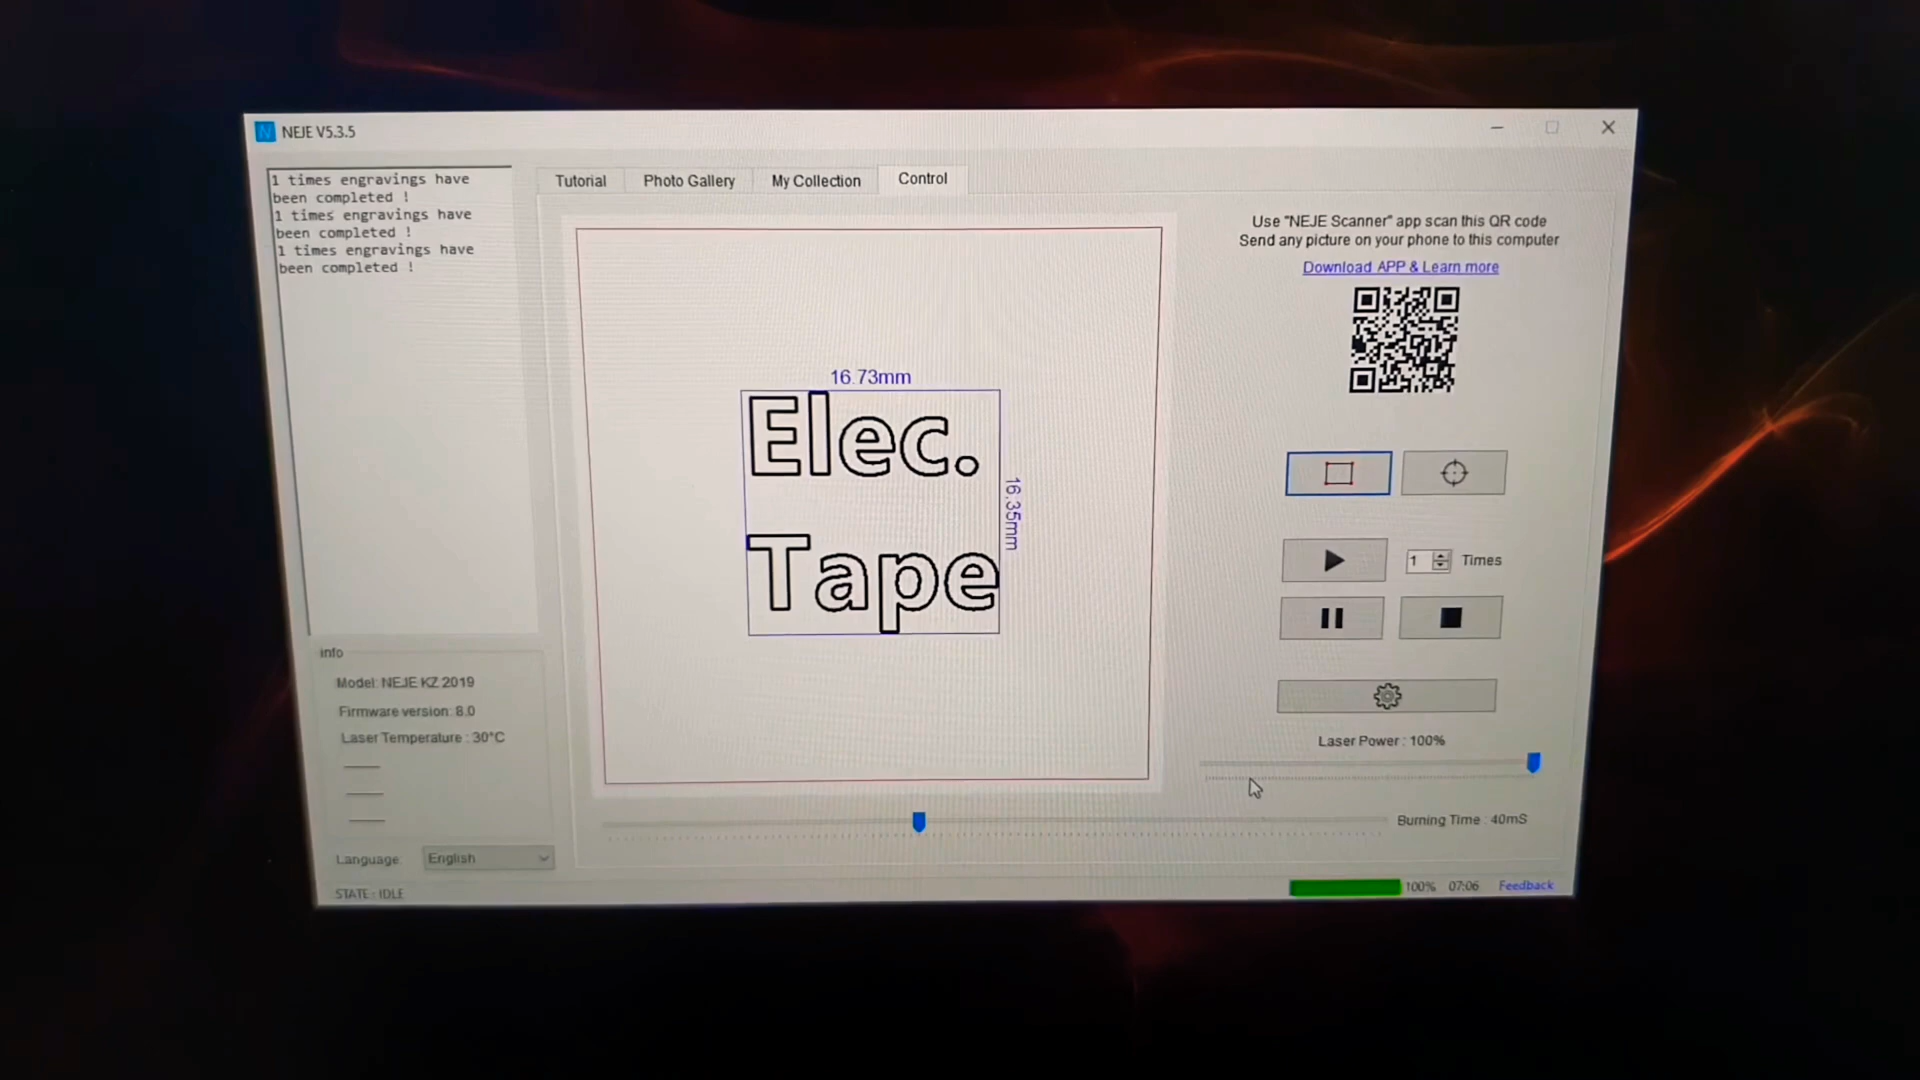 NEJE V5.3.5
1 times engravings have
been completed !
1 times engravings have
been completed !
1 times engravings have
been completed !
Tutorial
Photo Gallery
My Collection
Control
Use "NEJE Scanner" app scan this QR code
Send any picture on your phone to this computer
Download APP & Learn more
16.73mm
Elec.
Tape
16.35mm
1 Times
info
Model: NEJE KZ 2019
Firmware version: 8.0
Laser Temperature : 30°C
Laser Power : 100%
Burning Time : 40mS
Language: English
STATE - IDLE
100% 07:06 Feedback